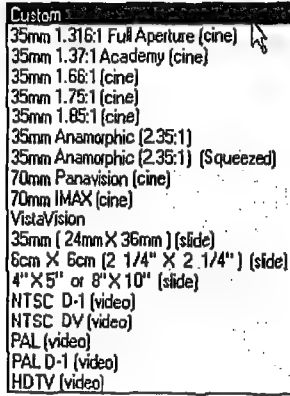 Custom
35mm 1.316:1 Full Aperture (cine)
35mm 1.37:1 Academy (cine)
35mm 1.66:1 (cine)
35mm 1.75:1 (cine)
35mm 1.85:1 (cine)
35mm Anamorphic (2.35:1)
35mm Anamorphic (2.35:1) (Squeezed)
70mm Panavision (cine)
70mm IMAX (cine)
VistaVision
35mm ( 24mm X 36mm ) (slide)
6cm X 6cm (2 1/4" X 2 1/4" ) (slide)
4" X 5" or 8" X 10" (slide)
NTSC D-1 (video)
NTSC DV (video)
PAL (video)
PAL D-1 (video)
HDTV (video)